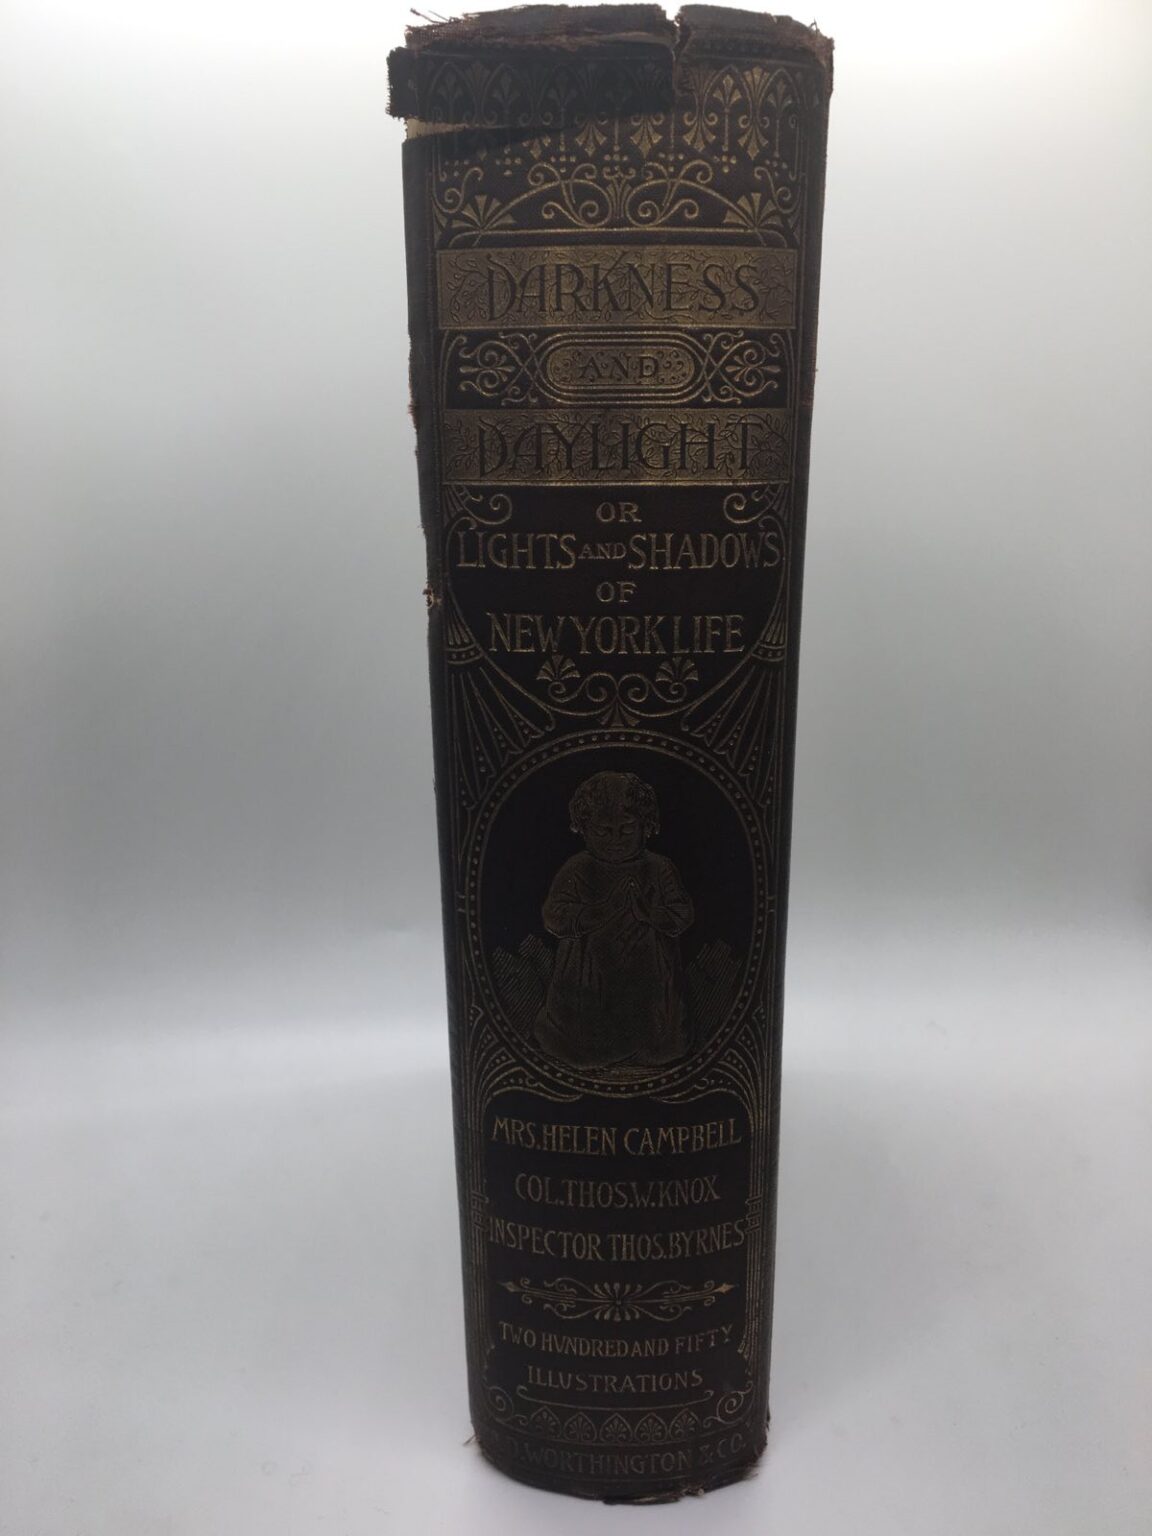 DARKNESS
AND
DAYLIGHT
OR
LIGHTS AND SHADOWS
OF
NEW YORK LIFE
MRS. HELEN CAMPBELL
COL. THOS. W. KNOX
INSPECTOR THOS. BYRNES
TWO HUNDRED AND FIFTY
ILLUSTRATIONS
D. WORTHINGTON & CO.